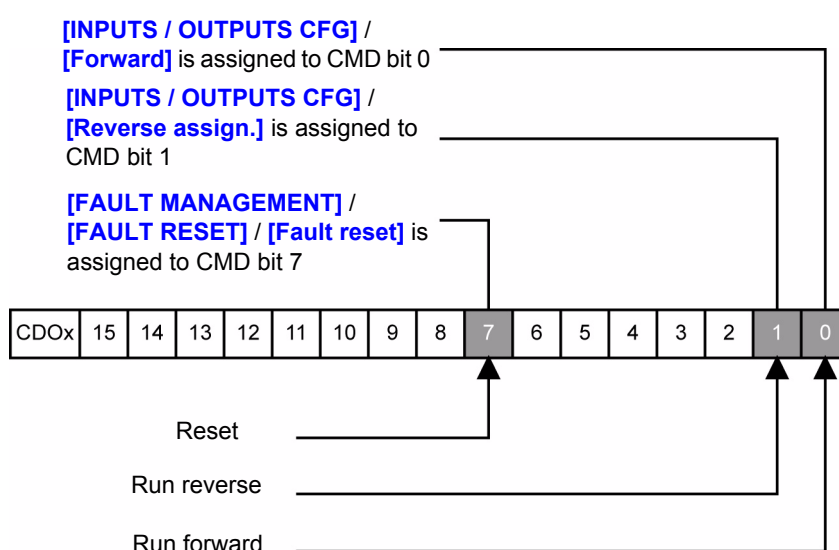 [INPUTS / OUTPUTS CFG] /
[Forward] is assigned to CMD bit 0
[INPUTS / OUTPUTS CFG] /
[Reverse assign.] is assigned to
CMD bit 1
[FAULT MANAGEMENT] /
[FAULT RESET] / [Fault reset] is
assigned to CMD bit 7
CDOx 15 14 13 12 11 10 9 8 7 6 5 4 3 2 1 0
Reset
Run reverse
Run forward